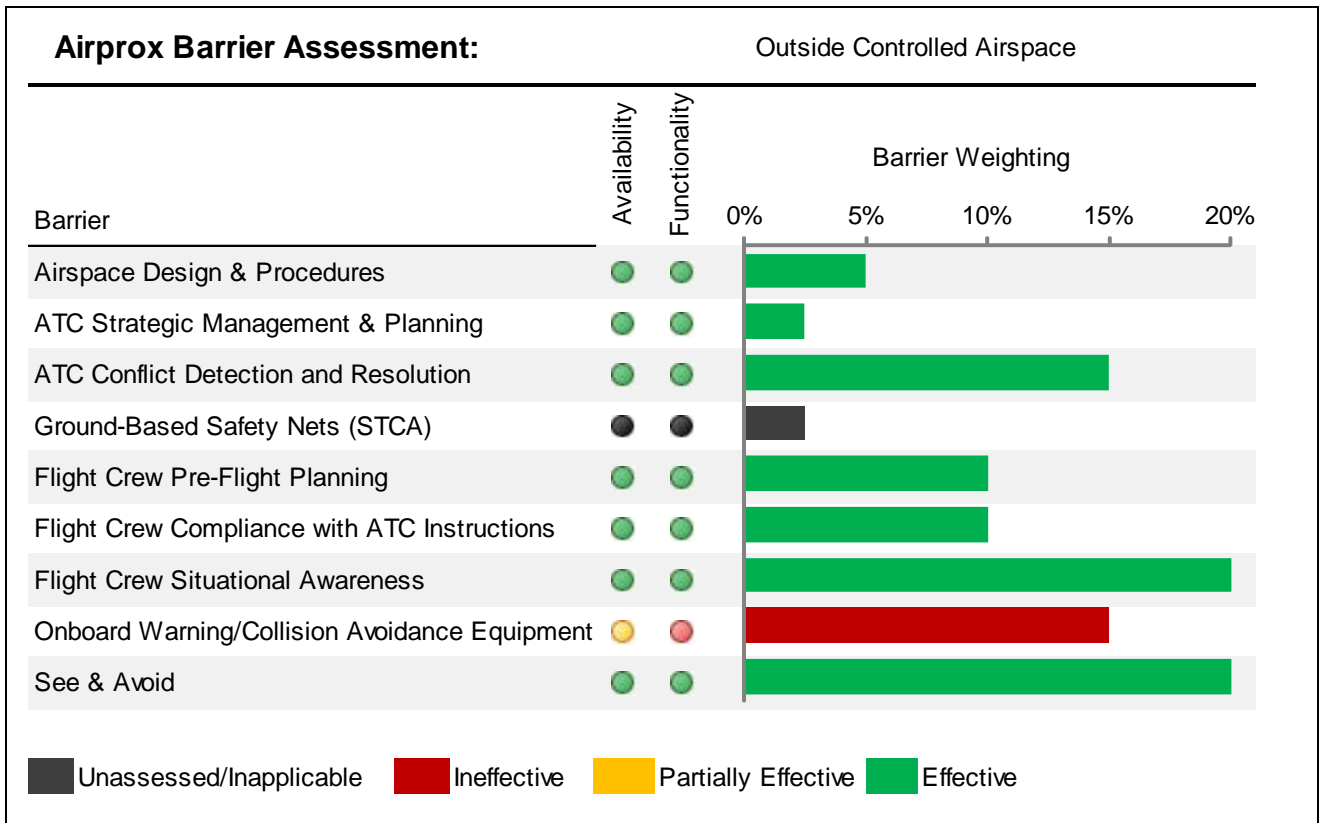 Airprox Barrier Assessment: Outside Controlled Airspace
Availability
Functionality
Barrier Weighting
Barrier
0% 5% 10% 15% 20%
Airspace Design & Procedures
ATC Strategic Management & Planning
ATC Conflict Detection and Resolution
Ground-Based Safety Nets (STCA)
Flight Crew Pre-Flight Planning
Flight Crew Compliance with ATC Instructions
Flight Crew Situational Awareness
Onboard Warning/Collision Avoidance Equipment
See & Avoid
Unassessed/Inapplicable Ineffective Partially Effective Effective